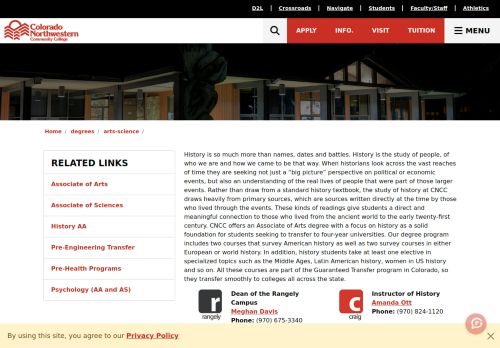 D2L | Crossroads | Navigate | Students | Faculty/Staff | Athletics
Colorado
Northwestern
Community College
APPLY INFO. VISIT TUITION MENU
Home / degrees / arts-science /
RELATED LINKS
Associate of Arts
Associate of Sciences
History AA
Pre-Engineering Transfer
Pre-Health Programs
Psychology (AA and AS)
History is so much more than names, dates and battles. History is the study of people, of
who we are and how we came to be that way. When historians look across the vast reaches
of time they are seeking not just a "big picture" perspective on political or economic
events, but also an understanding of the real lives of people that were part of those larger
events. Rather than draw from a standard history textbook, the study of history at CNCC
draws heavily from primary sources, which are sources written directly at the time by those
who lived through the events. These kinds of readings give students a direct and
meaningful connection to those who lived from the ancient world to the early twenty-first
century. CNCC offers an Associate of Arts degree with a focus on history as a solid
foundation for students seeking to transfer to four-year universities. Our degree program
includes two courses that survey American history as well as two survey courses in either
European or world history. In addition, history students take at least one elective in
specialized topics such as the Middle Ages, Latin American history, women in US history
and so on. All these courses are part of the Guaranteed Transfer program in Colorado, so
they transfer smoothly to colleges all across the state.
r
rangely
Dean of the Rangely
Campus
Meghan Davis
Phone: (970) 675-3340
c
craig
Instructor of History
Amanda Ott
Phone: (970) 824-1120
By using this site, you agree to our Privacy Policy